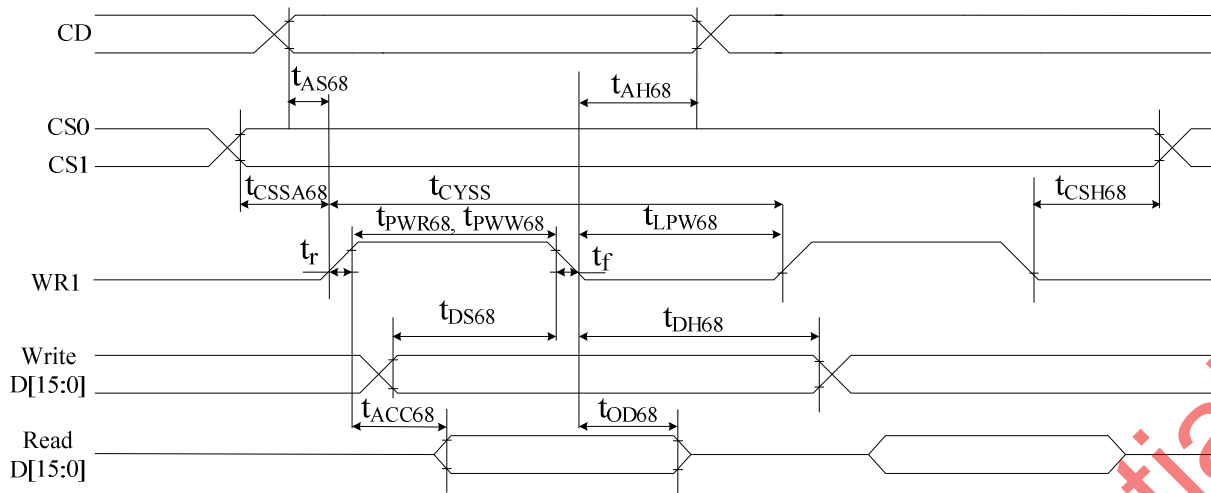 CD
tAS68
tAH68
CS0
CS1
tCSSA68
tCYSS
tCSH68
tPWR68, tPWW68
tLPW68
tr
tf
WR1
tDS68
tDH68
Write
D[15:0]
tACC68
tOD68
Read
D[15:0]